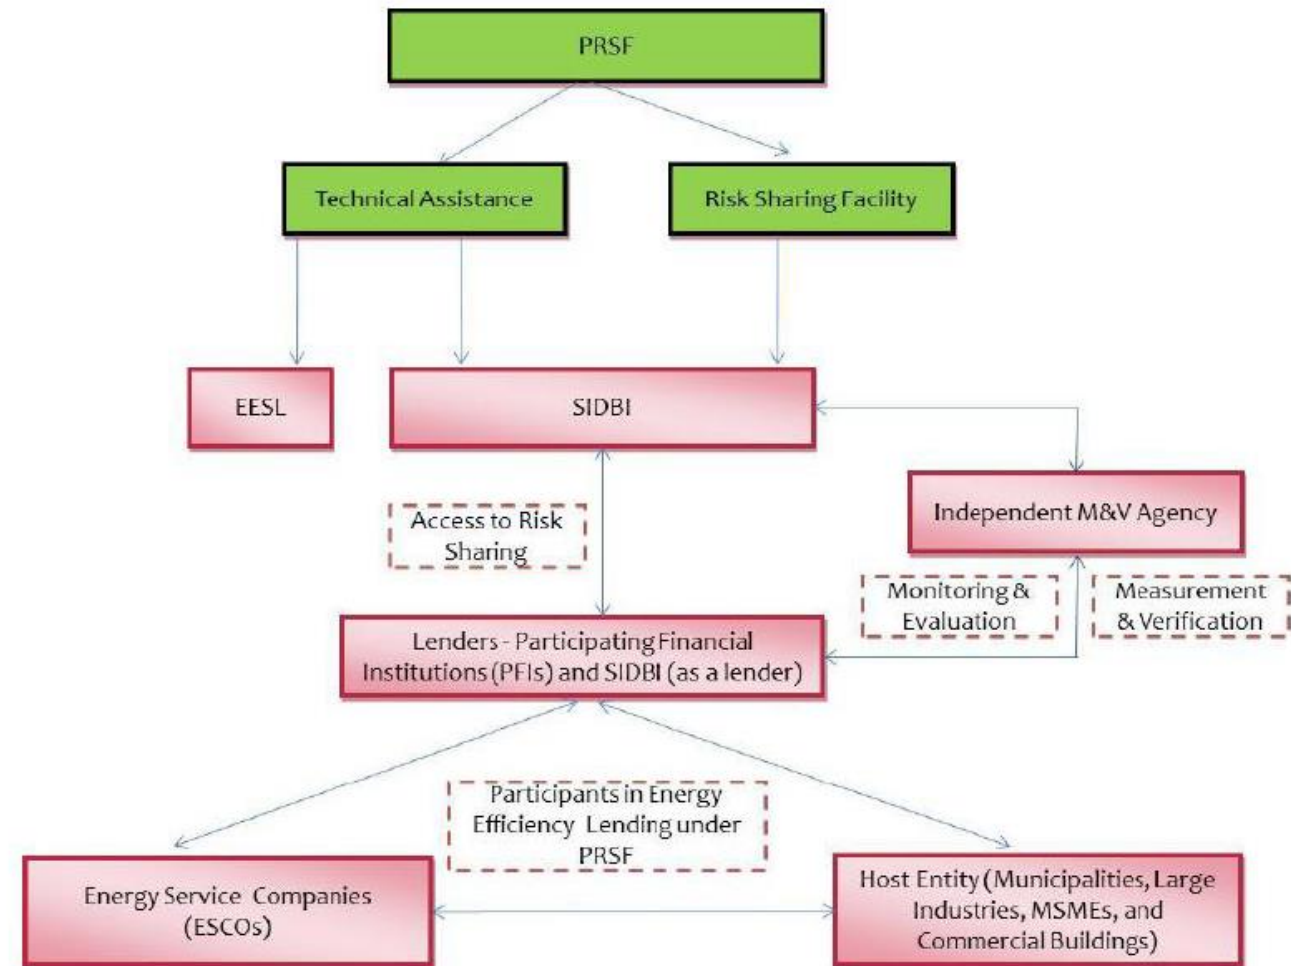 PRSF
Technical Assistance
Risk Sharing Facility
EESL
SIDBI
Access to Risk
Sharing
Independent M&V Agency
Monitoring &
Evaluation
Measurement
& Verification
Lenders - Participating Financial
Institutions (PFIs) and SIDBI (as a lender)
Participants in Energy
Efficiency Lending under
PRSF
Energy Service Companies
(ESCOs)
Host Entity (Municipalities, Large
Industries, MSMEs, and
Commercial Buildings)